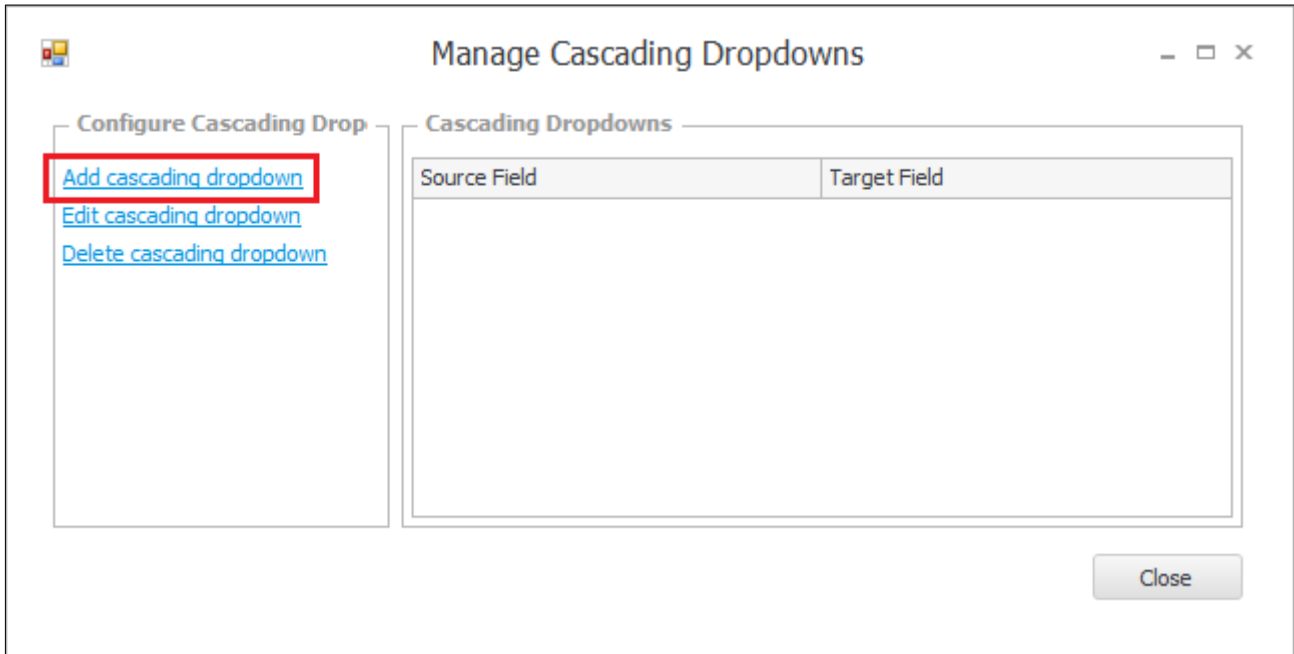 Manage Cascading Dropdowns
Configure Cascading Drop
Add cascading dropdown
Edit cascading dropdown
Delete cascading dropdown
Cascading Dropdowns
Source Field Target Field
Close